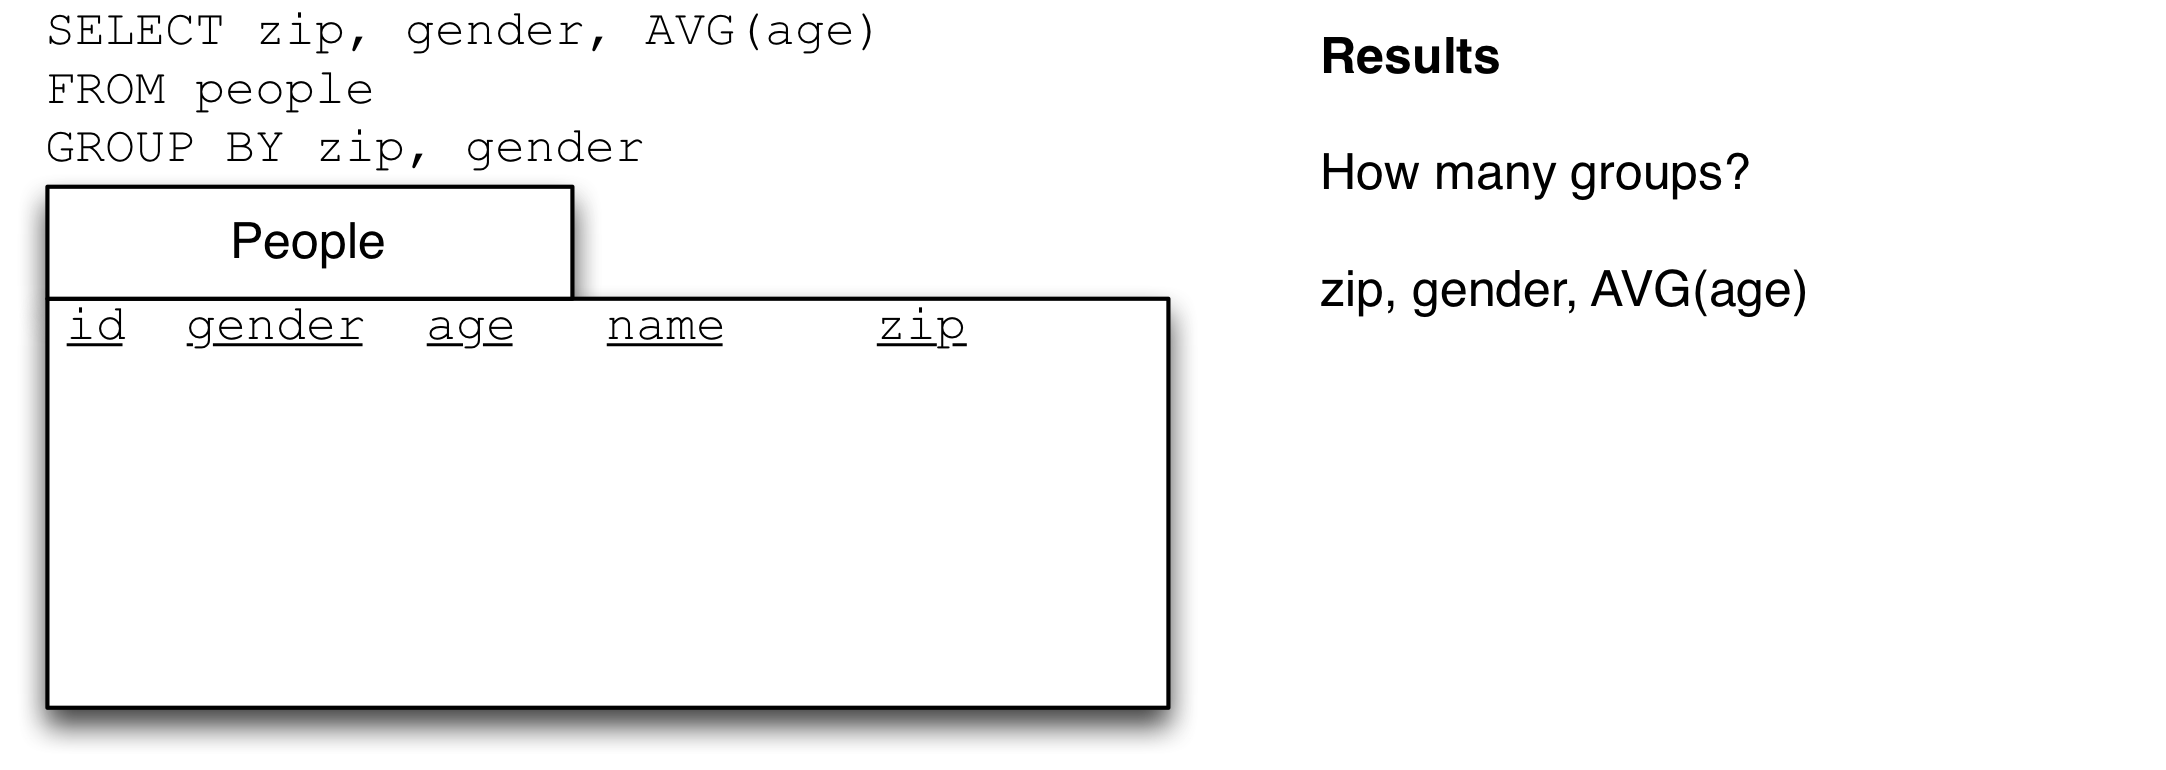 SELECT zip, gender, AVG(age)
FROM people
GROUP BY zip, gender
People
id gender age name zip
Results
How many groups?
zip, gender, AVG(age)